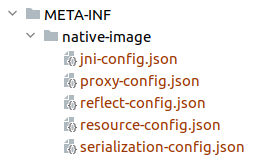 META-INF
native-image
jni-config.json
proxy-config.json
reflect-config.json
resource-config.json
serialization-config.json